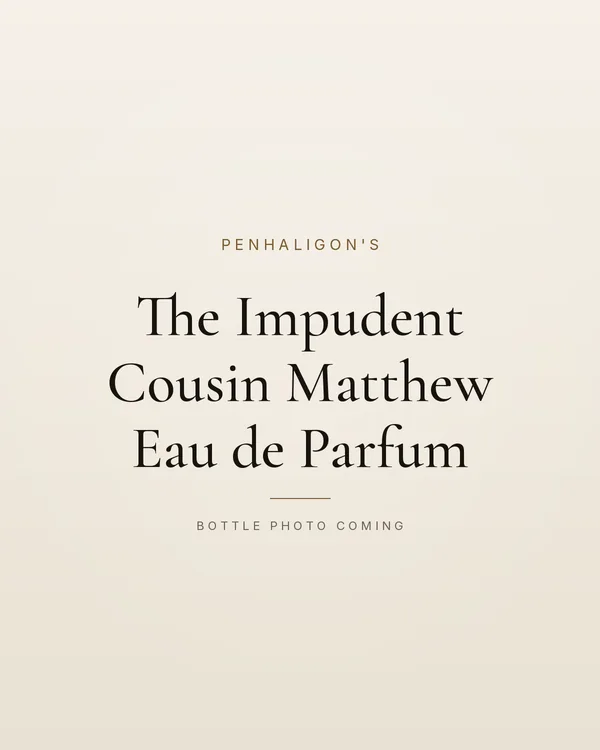 PENHALIGON'S
The Impudent
Cousin Matthew
Eau de Parfum
BOTTLE PHOTO COMING